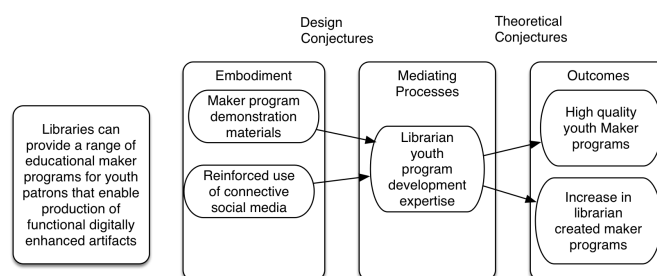 Design
Conjectures
Theoretical
Conjectures
Libraries can
provide a range of
educational maker
programs for youth
patrons that enable
production of
functional digitally
enhanced artifacts
Embodiment
Maker program
demonstration
materials
Reinforced use
of connective
social media
Mediating
Processes
Librarian
youth
program
development
expertise
Outcomes
High quality
youth Maker
programs
Increase in
librarian
created maker
programs